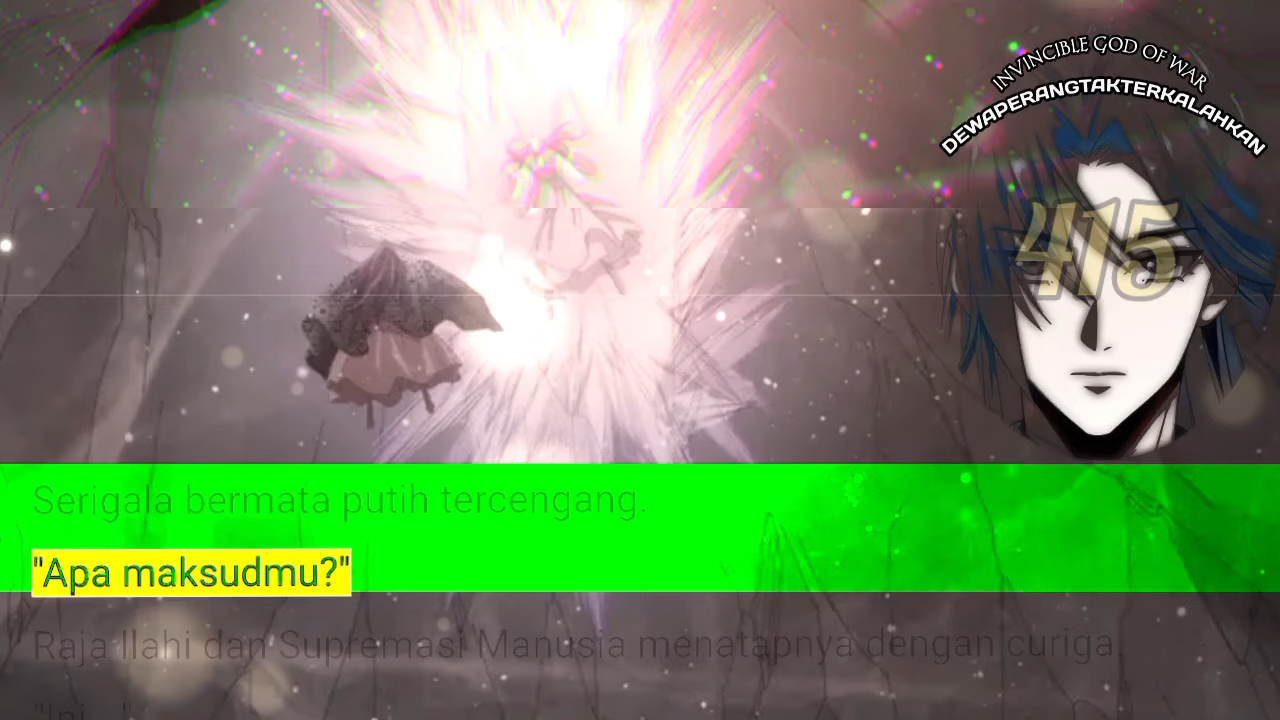 INVINCIBLE GOD OF WAR
DEWAPERANGTAKTERKALAHKAN
415
Serigala bermata putih tercengang.
"Apa maksudmu?"
Raja Ilahi dan Supremasi Manusia menatapnya dengan curiga.
"Ini..."